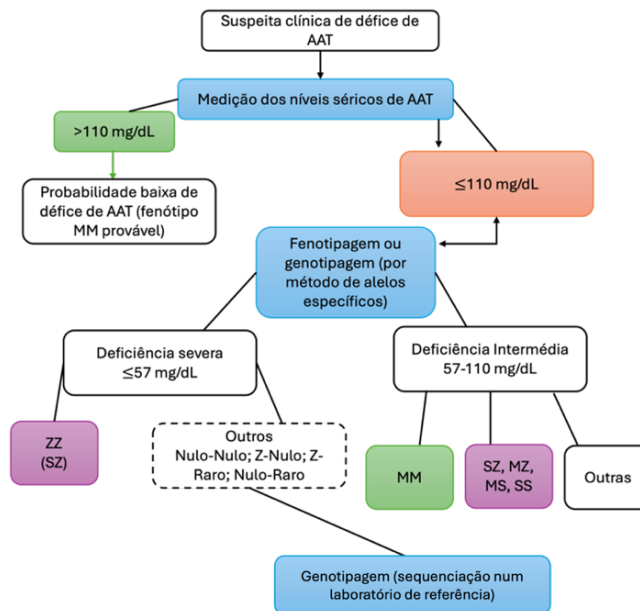 Suspeita clínica de défice de
AAT
Medição dos níveis séricos de AAT
>110 mg/dL
≤110 mg/dL
Probabilidade baixa de
défice de AAT (fenótipo
MM provável)
Fenotipagem ou
genotipagem (por
método de alelos
específicos)
Deficiência severa
≤57 mg/dL
Deficiência Intermédia
57-110 mg/dL
ZZ
(SZ)
Outros
Nulo-Nulo; Z-Nulo; Z-
Raro; Nulo-Raro
MM
SZ, MZ,
MS, SS
Outras
Genotipagem (sequenciação num
laboratório de referência)